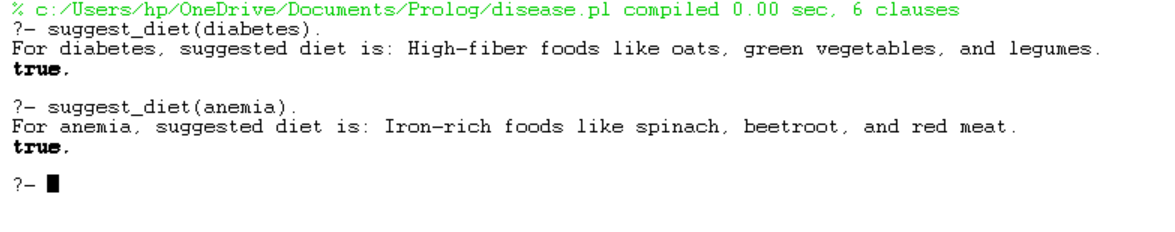 % c:/Users/hp/OneDrive/Documents/Prolog/disease.pl compiled 0.00 sec, 6 clauses
?- suggest_diet(diabetes).
For diabetes, suggested diet is: High-fiber foods like oats, green vegetables, and legumes.
true.
?- suggest_diet(anemia).
For anemia, suggested diet is: Iron-rich foods like spinach, beetroot, and red meat.
true.
?-